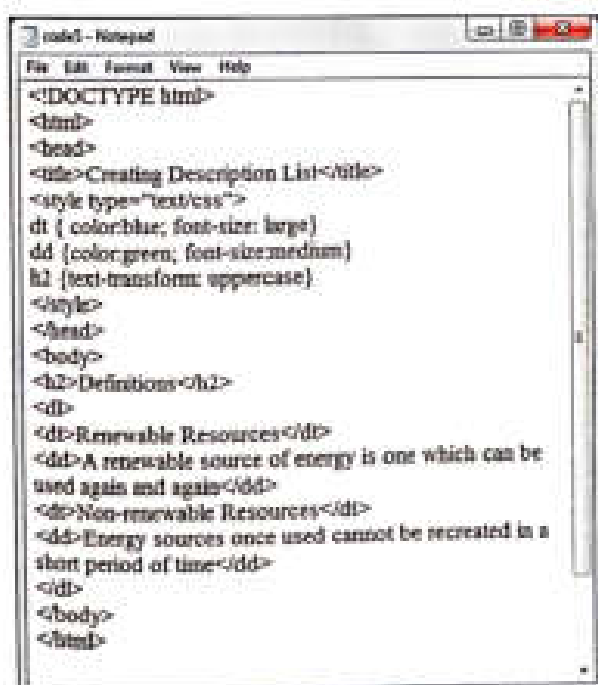 code5 - Notepad
File Edit Format View Help
<!DOCTYPE html>
<html>
<head>
<title>Creating Description List</title>
<style type="text/css">
dt { color:blue; font-size: large}
dd {color:green; font-size:medium}
h2 {text-transform: uppercase}
</style>
</head>
<body>
<h2>Definitions</h2>
<dl>
<dt>Renewable Resources</dt>
<dd>A renewable source of energy is one which can be
used again and again</dd>
<dt>Non-renewable Resources</dt>
<dd>Energy sources once used cannot be recreated in a
short period of time</dd>
</dl>
</body>
</html>